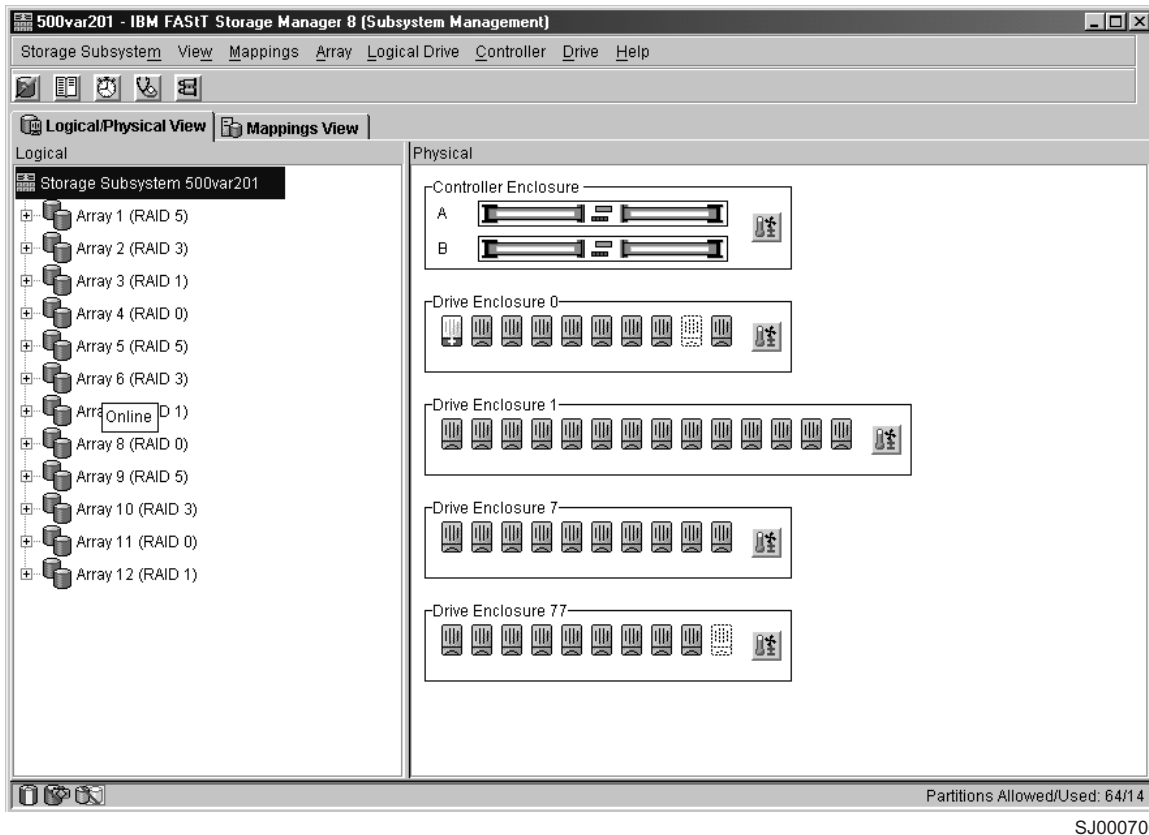 500var201 - IBM FAStT Storage Manager 8 (Subsystem Management)
Storage Subsystem View Mappings Array Logical Drive Controller Drive Help
Logical/Physical View Mappings View
Logical
Storage Subsystem 500var201
Array 1 (RAID 5)
Array 2 (RAID 3)
Array 3 (RAID 1)
Array 4 (RAID 0)
Array 5 (RAID 5)
Array 6 (RAID 3)
Online D 1)
Array 8 (RAID 0)
Array 9 (RAID 5)
Array 10 (RAID 3)
Array 11 (RAID 0)
Array 12 (RAID 1)
Physical
Controller Enclosure
A
B
Drive Enclosure 0
Drive Enclosure 1
Drive Enclosure 7
Drive Enclosure 77
Partitions Allowed/Used: 64/14
SJ00070